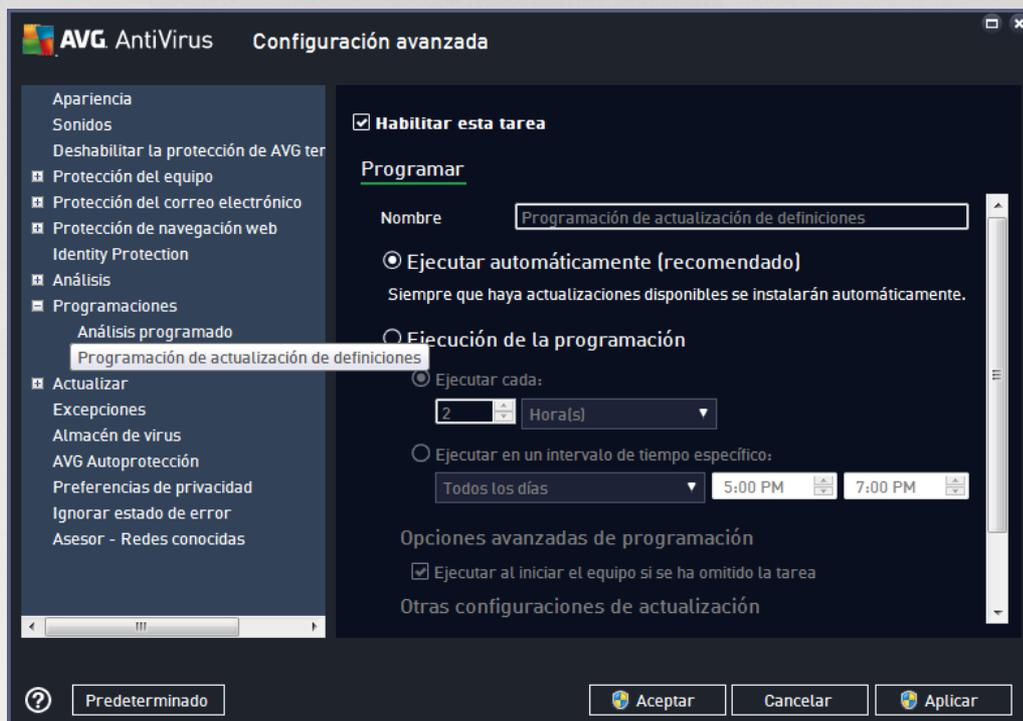 AVG AntiVirus Configuración avanzada
Apariencia
Sonidos
Deshabilitar la protección de AVG ter
Protección del equipo
Protección del correo electrónico
Protección de navegación web
Identity Protection
Análisis
Programaciones
Análisis programado
Programación de actualización de definiciones
Actualizar
Excepciones
Almacén de virus
AVG Autoprotección
Preferencias de privacidad
Ignorar estado de error
Asesor - Redes conocidas
Habilitar esta tarea
Programar
Nombre Programación de actualización de definiciones
Ejecutar automáticamente (recomendado)
Siempre que haya actualizaciones disponibles se instalarán automáticamente.
Ejecución de la programación
Ejecutar cada:
2 Hora(s)
Ejecutar en un intervalo de tiempo específico:
Todos los días 5:00 PM 7:00 PM
Opciones avanzadas de programación
Ejecutar al iniciar el equipo si se ha omitido la tarea
Otras configuraciones de actualización
? Predeterminado Aceptar Cancelar Aplicar